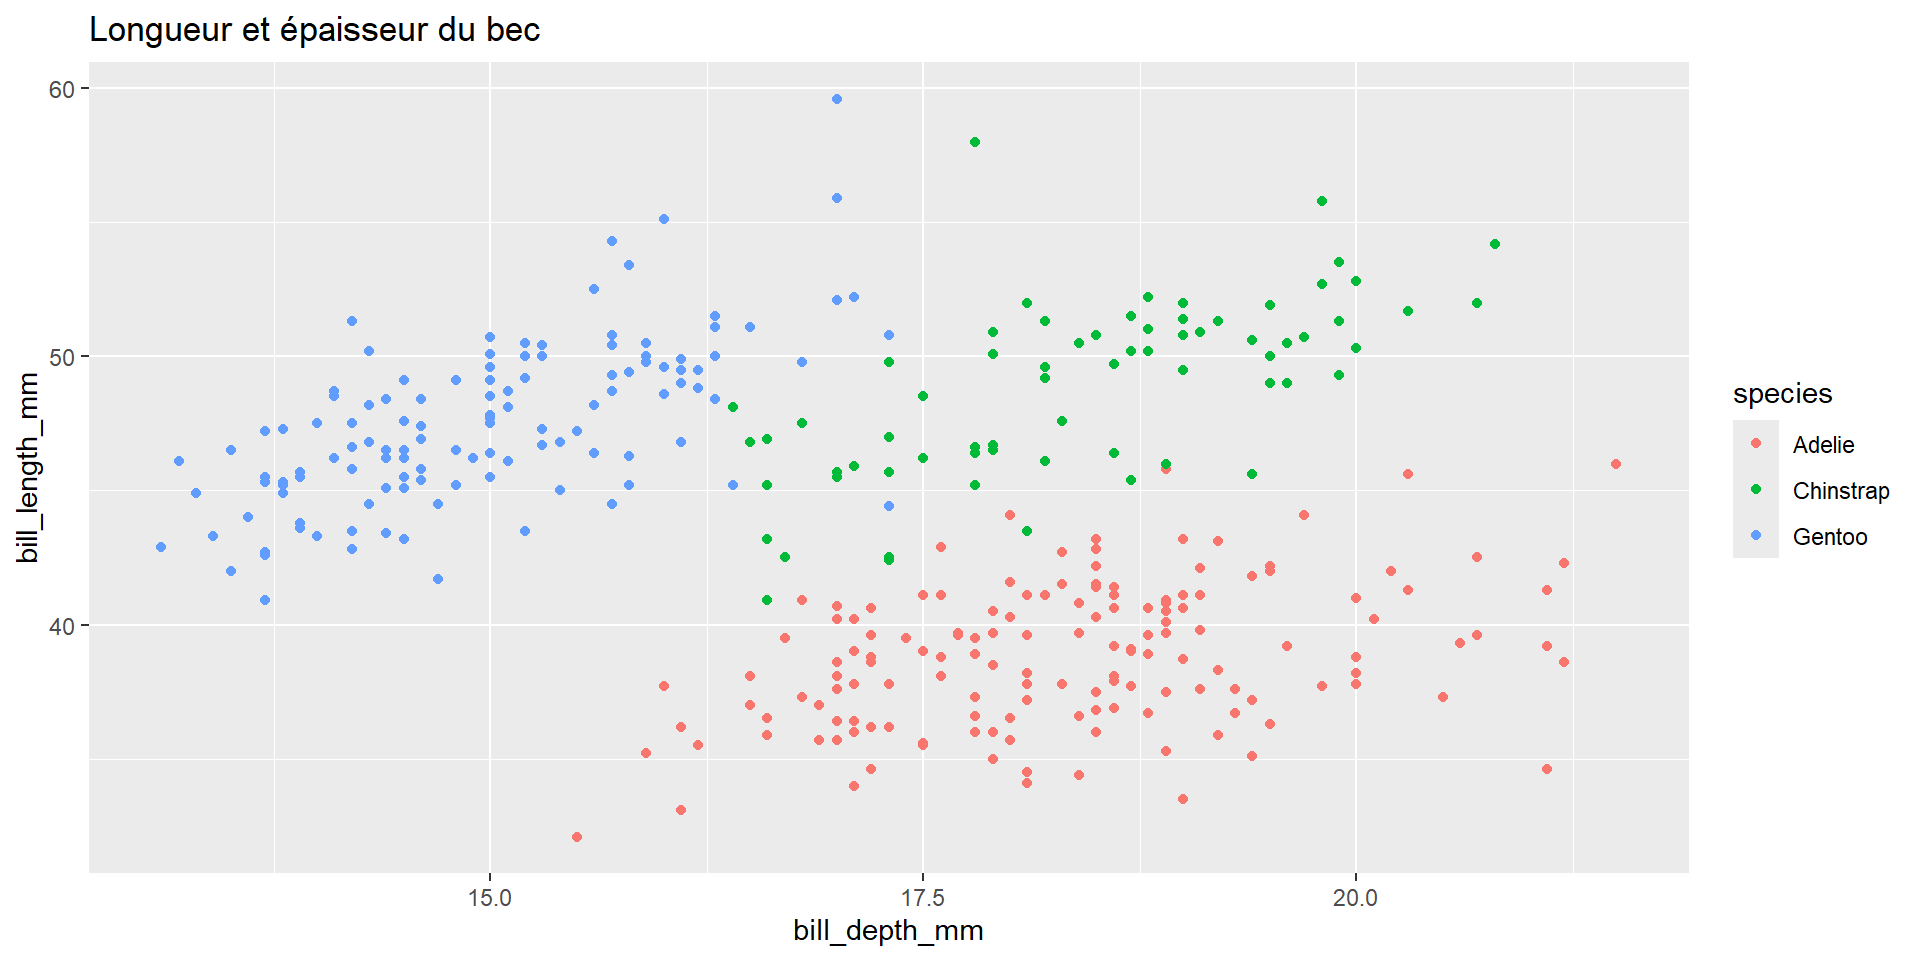 Longueur et épaisseur du bec
60
50
40
bill_length_mm
15.0
17.5
20.0
bill_depth_mm
species
Adelie
Chinstrap
Gentoo